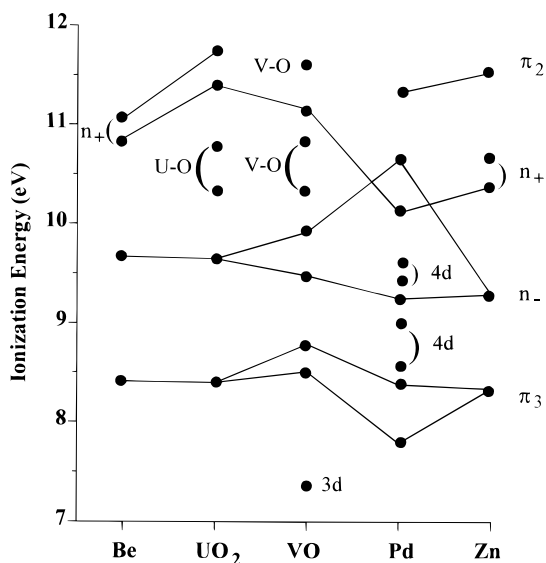 12
11
10
9
8
7
Ionization Energy (eV)
V-O
π2
n+
U-O
V-O
n+
4d
n-
4d
π3
3d
Be UO2 VO Pd Zn